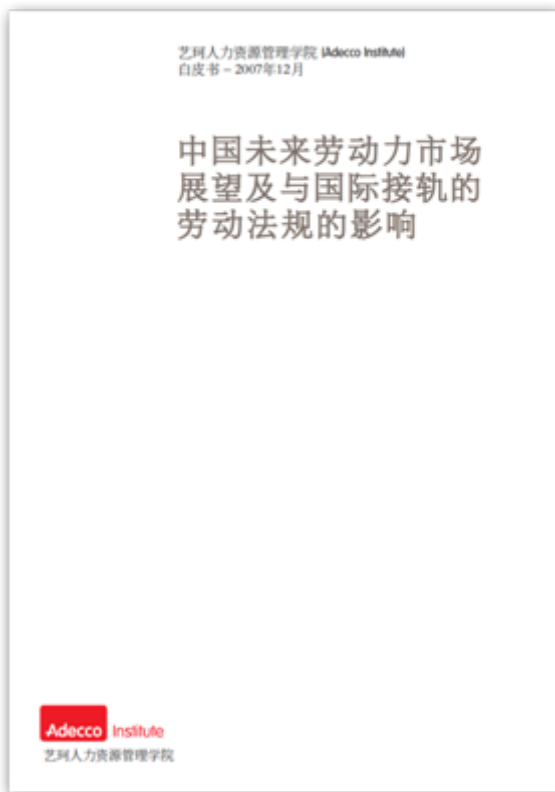 艺珂人力资源管理学院 (Adecco Institute)
白皮书 – 2007年12月
中国未来劳动力市场
展望及与国际接轨的
劳动法规的影响
Adecco Institute
艺珂人力资源管理学院